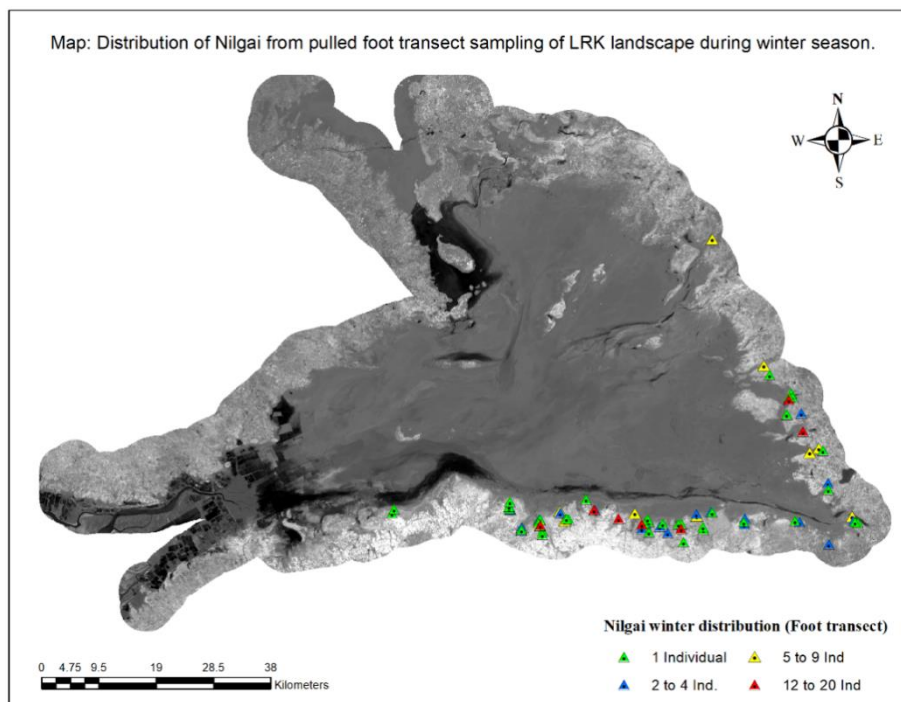 Map: Distribution of Nilgai from pulled foot transect sampling of LRK landscape during winter season.
N
W E
S
Nilgai winter distribution (Foot transect)
1 Individual 5 to 9 Ind
2 to 4 Ind. 12 to 20 Ind
0 4.75 9.5 19 28.5 38
Kilometers